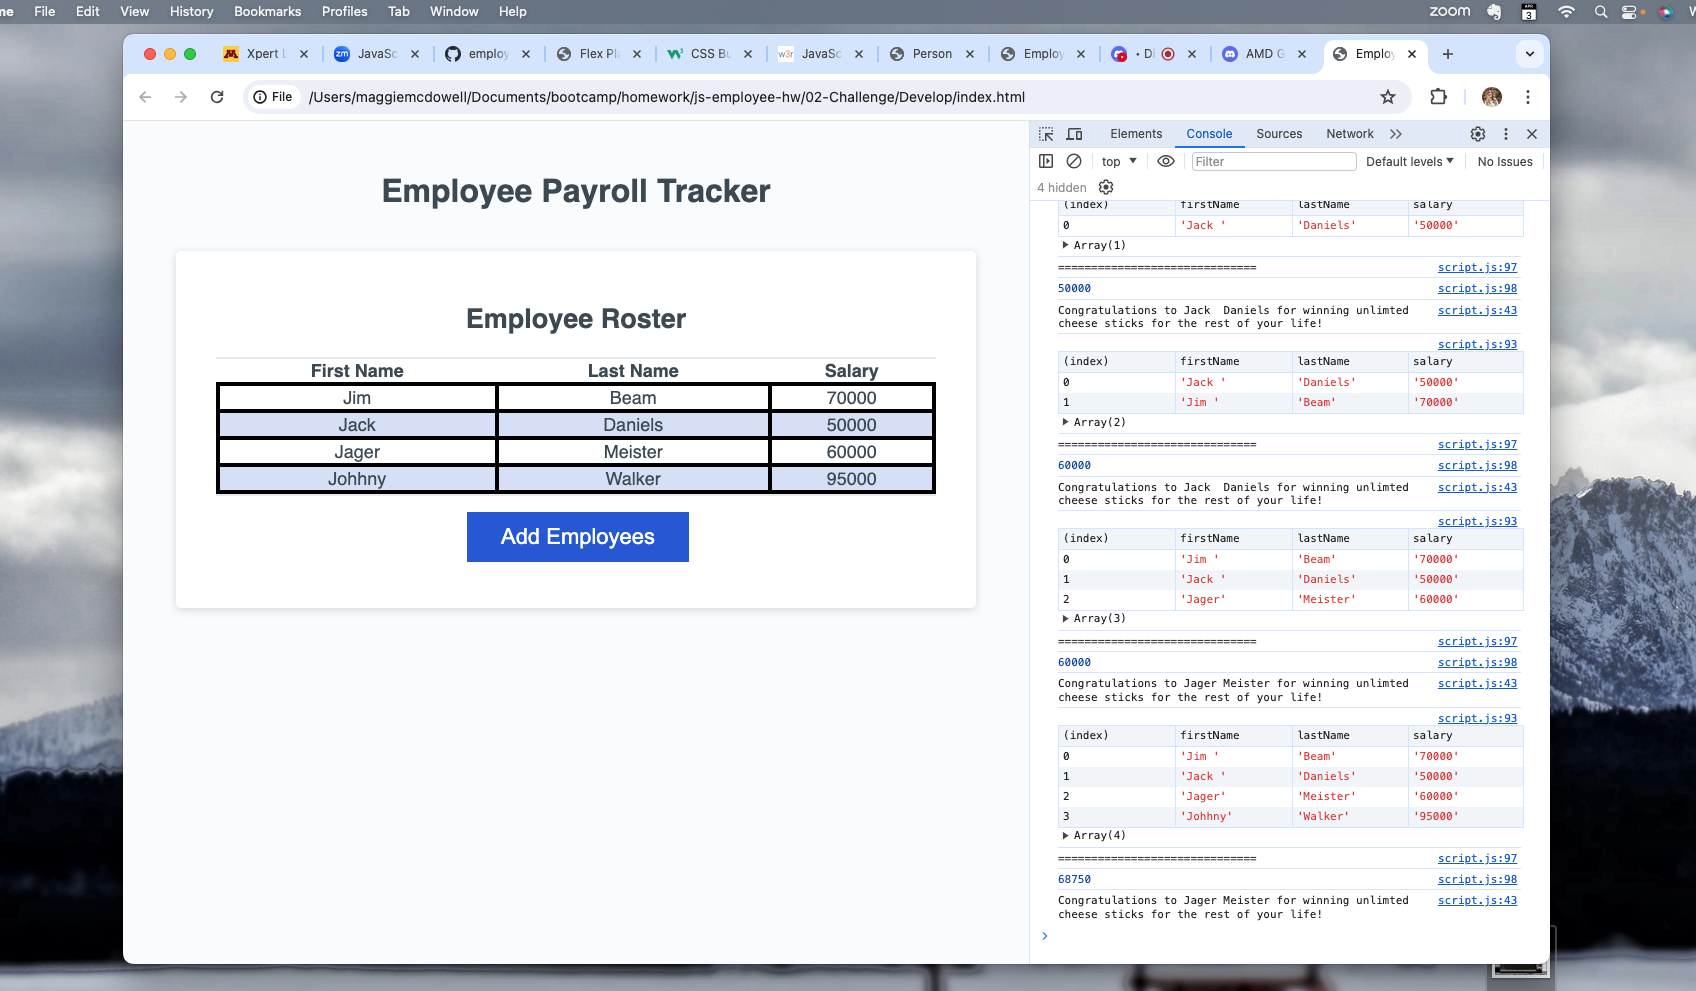 me File Edit View History Bookmarks Profiles Tab Window Help zoom APR 3
Xpert L zm JavaSc employ Flex Pla CSS Bu w3r JavaSc Person Employ • Di AMD G Employ
File /Users/maggiemcdowell/Documents/bootcamp/homework/js-employee-hw/02-Challenge/Develop/index.html
Employee Payroll Tracker
Employee Roster
First Name Last Name Salary
Jim Beam 70000
Jack Daniels 50000
Jager Meister 60000
Johhny Walker 95000
Add Employees
Elements Console Sources Network
top Filter Default levels No Issues
4 hidden
(index) firstName lastName salary
0 'Jack ' 'Daniels' '50000'
Array(1)
============================== script.js:97
50000 script.js:98
Congratulations to Jack  Daniels for winning unlimted script.js:43
cheese sticks for the rest of your life!
script.js:93
(index) firstName lastName salary
0 'Jack ' 'Daniels' '50000'
1 'Jim ' 'Beam' '70000'
Array(2)
============================== script.js:97
60000 script.js:98
Congratulations to Jack  Daniels for winning unlimted script.js:43
cheese sticks for the rest of your life!
script.js:93
(index) firstName lastName salary
0 'Jim ' 'Beam' '70000'
1 'Jack ' 'Daniels' '50000'
2 'Jager' 'Meister' '60000'
Array(3)
============================== script.js:97
60000 script.js:98
Congratulations to Jager Meister for winning unlimted script.js:43
cheese sticks for the rest of your life!
script.js:93
(index) firstName lastName salary
0 'Jim ' 'Beam' '70000'
1 'Jack ' 'Daniels' '50000'
2 'Jager' 'Meister' '60000'
3 'Johhny' 'Walker' '95000'
Array(4)
============================== script.js:97
68750 script.js:98
Congratulations to Jager Meister for winning unlimted script.js:43
cheese sticks for the rest of your life!